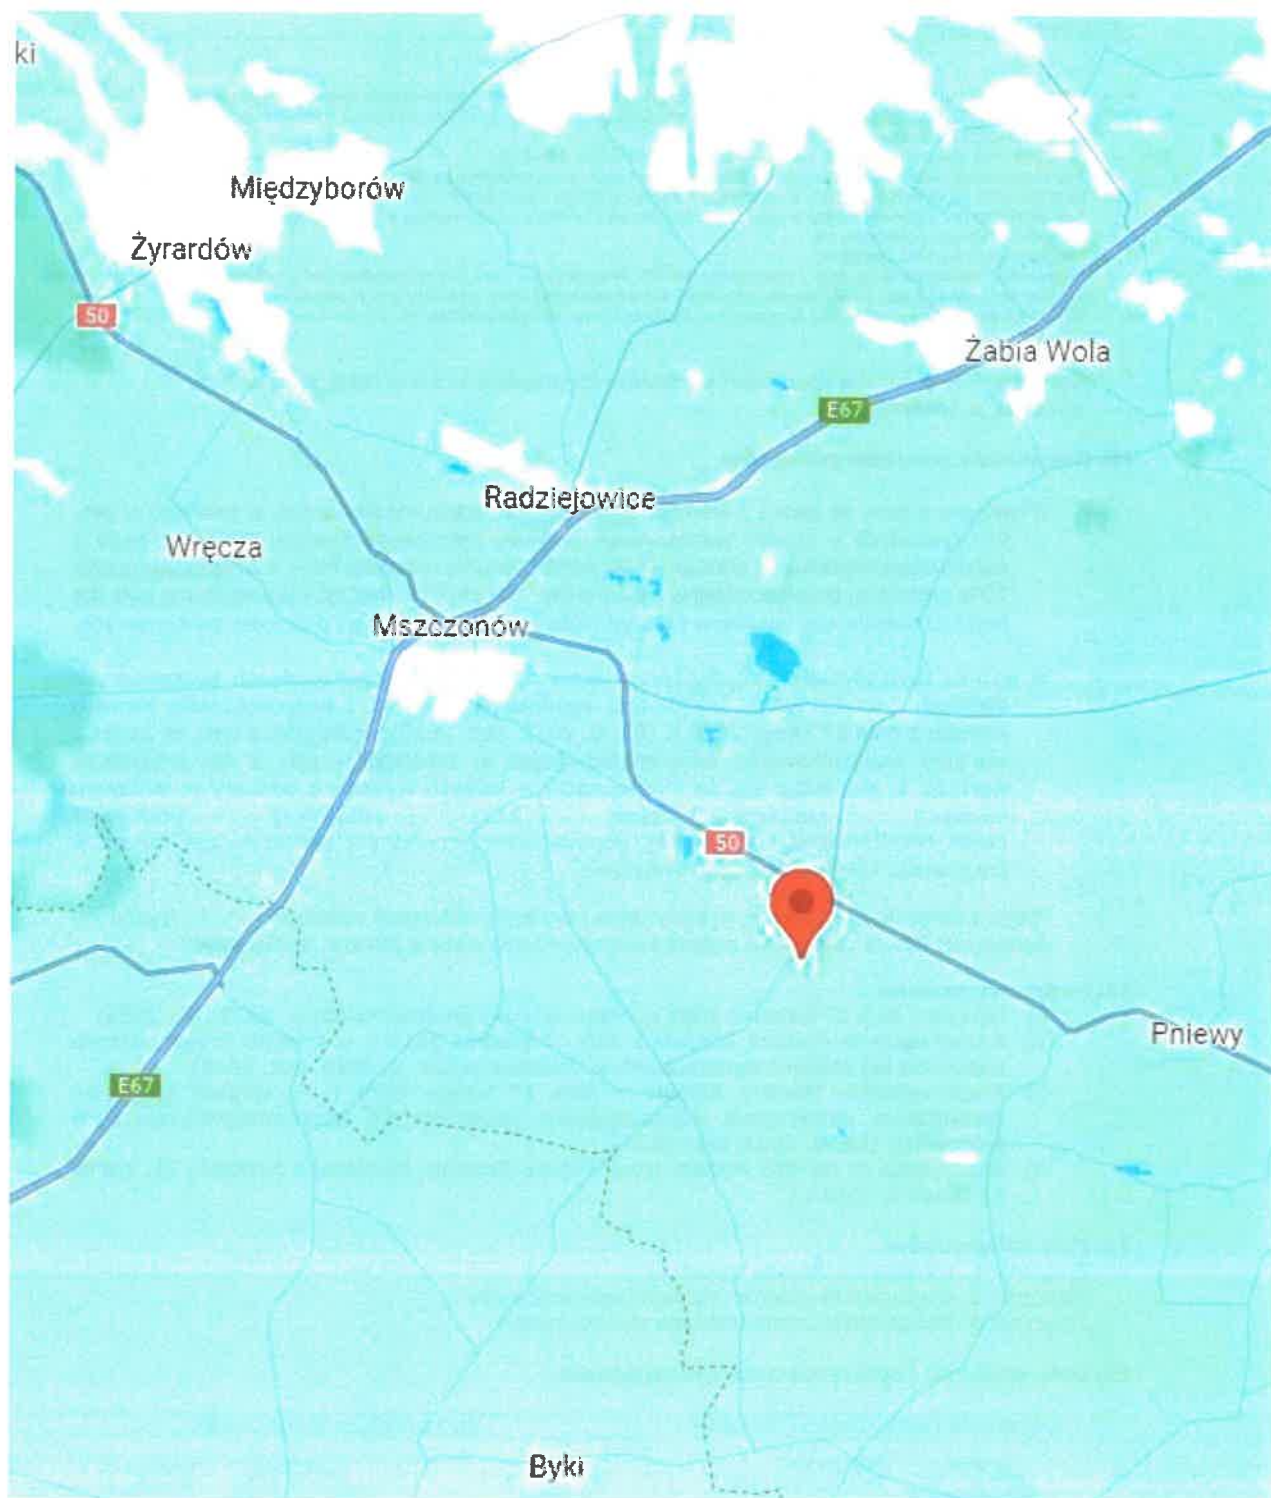 ki
Międzyborów
Żyrardów
50
Żabia Wola
E67
Radziejowice
Wręcza
Mszczonów
50
Pniewy
E67
Byki